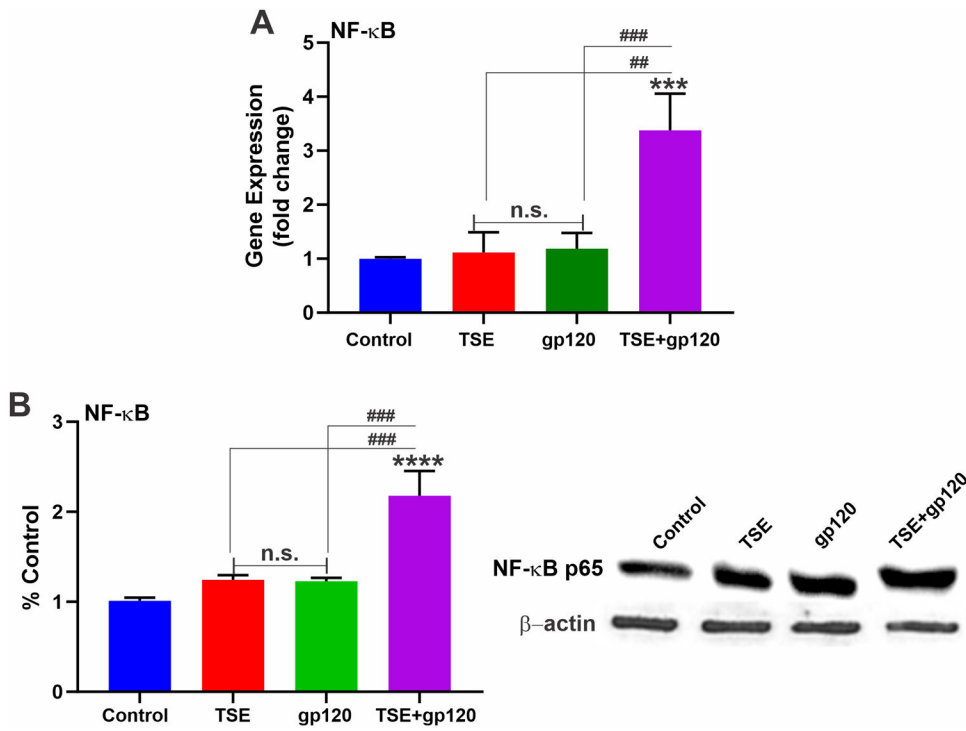 A
NF-κB
###
##
***
n.s.
5
4
3
2
1
0
Gene Expression
(fold change)
Control TSE gp120 TSE+gp120
B
NF-κB
###
###
****
n.s.
3
2
1
0
% Control
Control TSE gp120 TSE+gp120
Control TSE gp120 TSE+gp120
NF-κB p65
β–actin